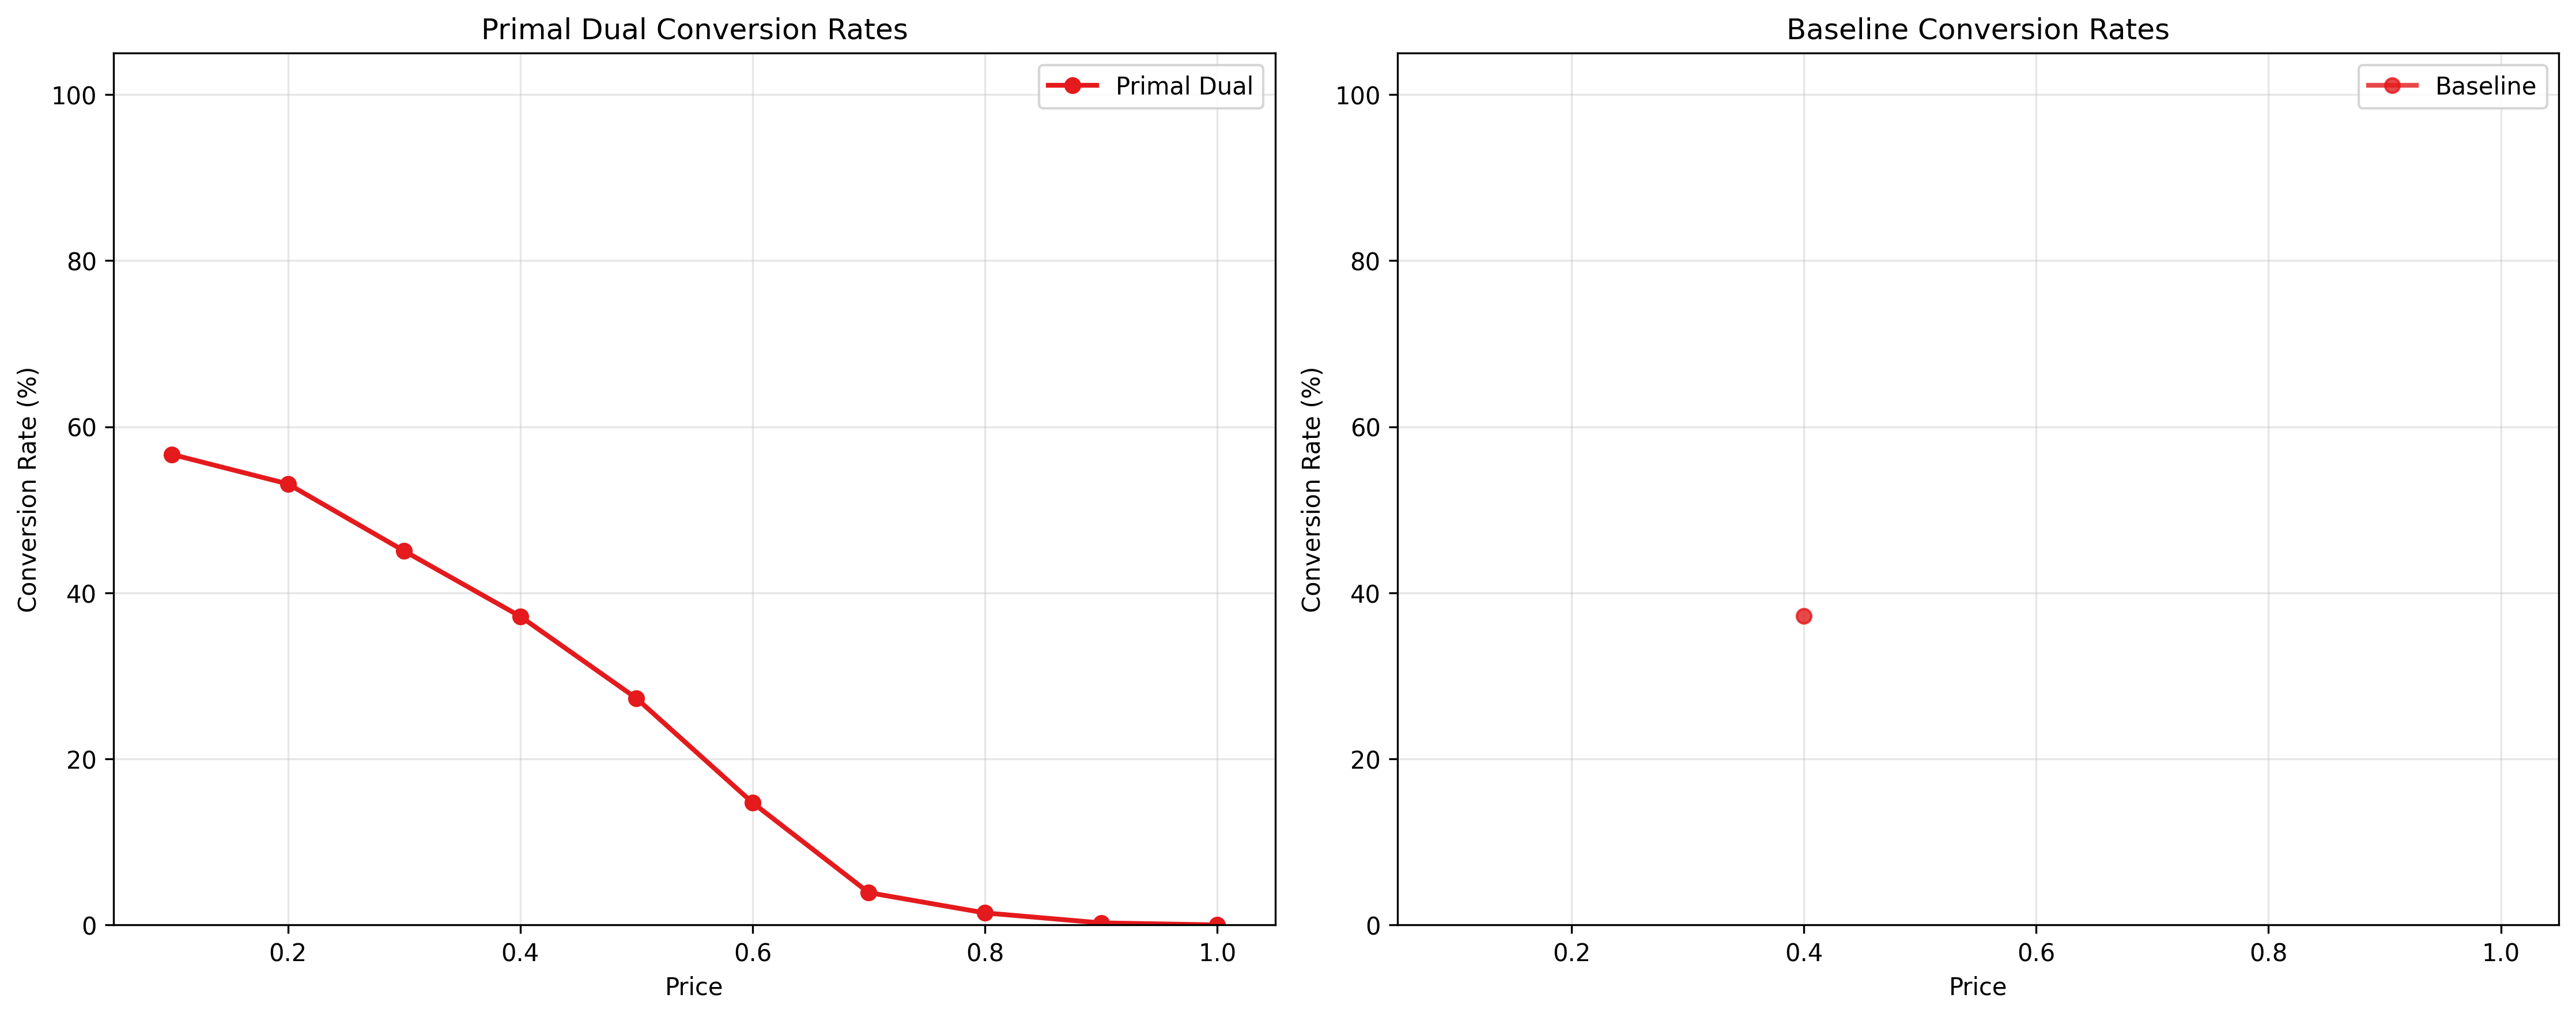 Primal Dual Conversion Rates
Primal Dual
Conversion Rate (%)
100
80
60
40
20
0
0.2 0.4 0.6 0.8 1.0
Price
Baseline Conversion Rates
Baseline
Conversion Rate (%)
100
80
60
40
20
0
0.2 0.4 0.6 0.8 1.0
Price